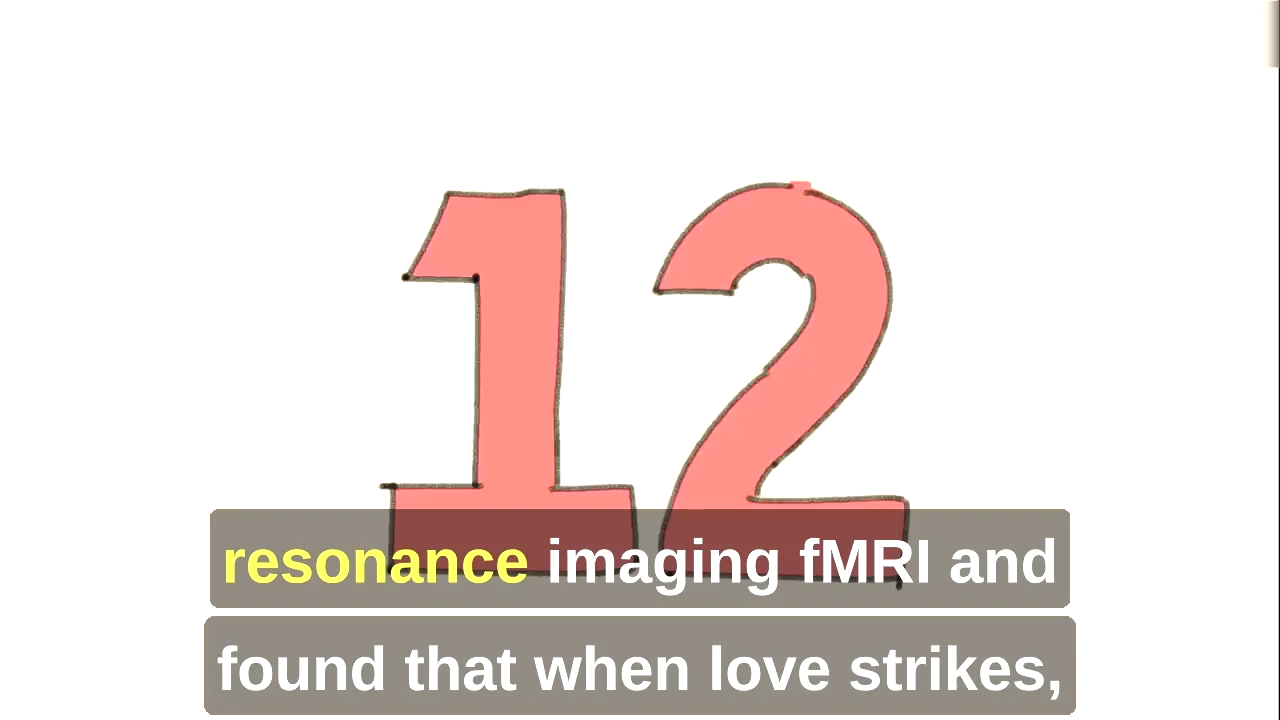 12
resonance imaging fMRI and
found that when love strikes,